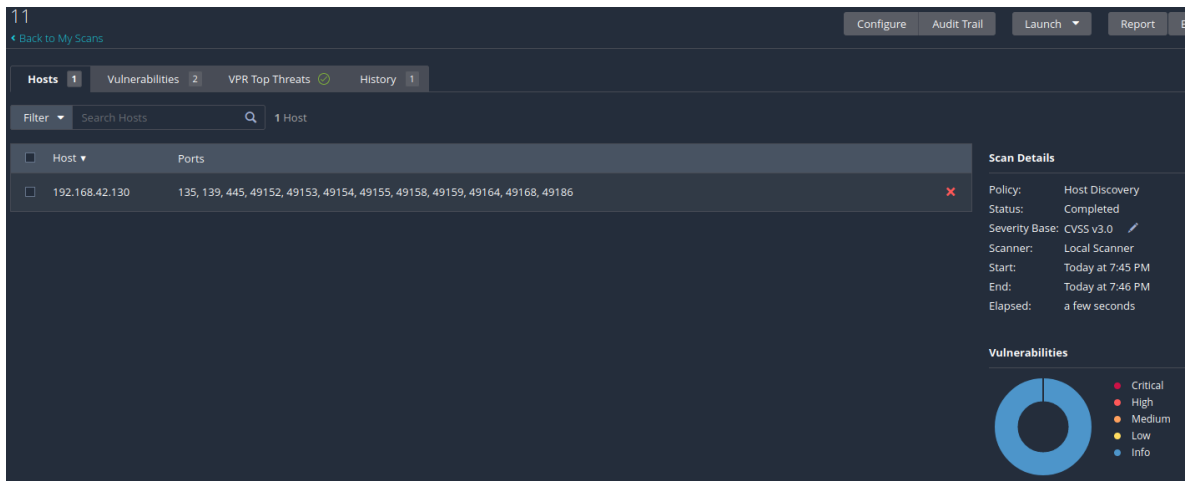 11
Back to My Scans
Configure Audit Trail Launch Report
Hosts 1 Vulnerabilities 2 VPR Top Threats History 1
Filter Search Hosts 1 Host
Host Ports
192.168.42.130 135, 139, 445, 49152, 49153, 49154, 49155, 49158, 49159, 49164, 49168, 49186
Scan Details
Policy: Host Discovery
Status: Completed
Severity Base: CVSS v3.0
Scanner: Local Scanner
Start: Today at 7:45 PM
End: Today at 7:46 PM
Elapsed: a few seconds
Vulnerabilities
Critical
High
Medium
Low
Info